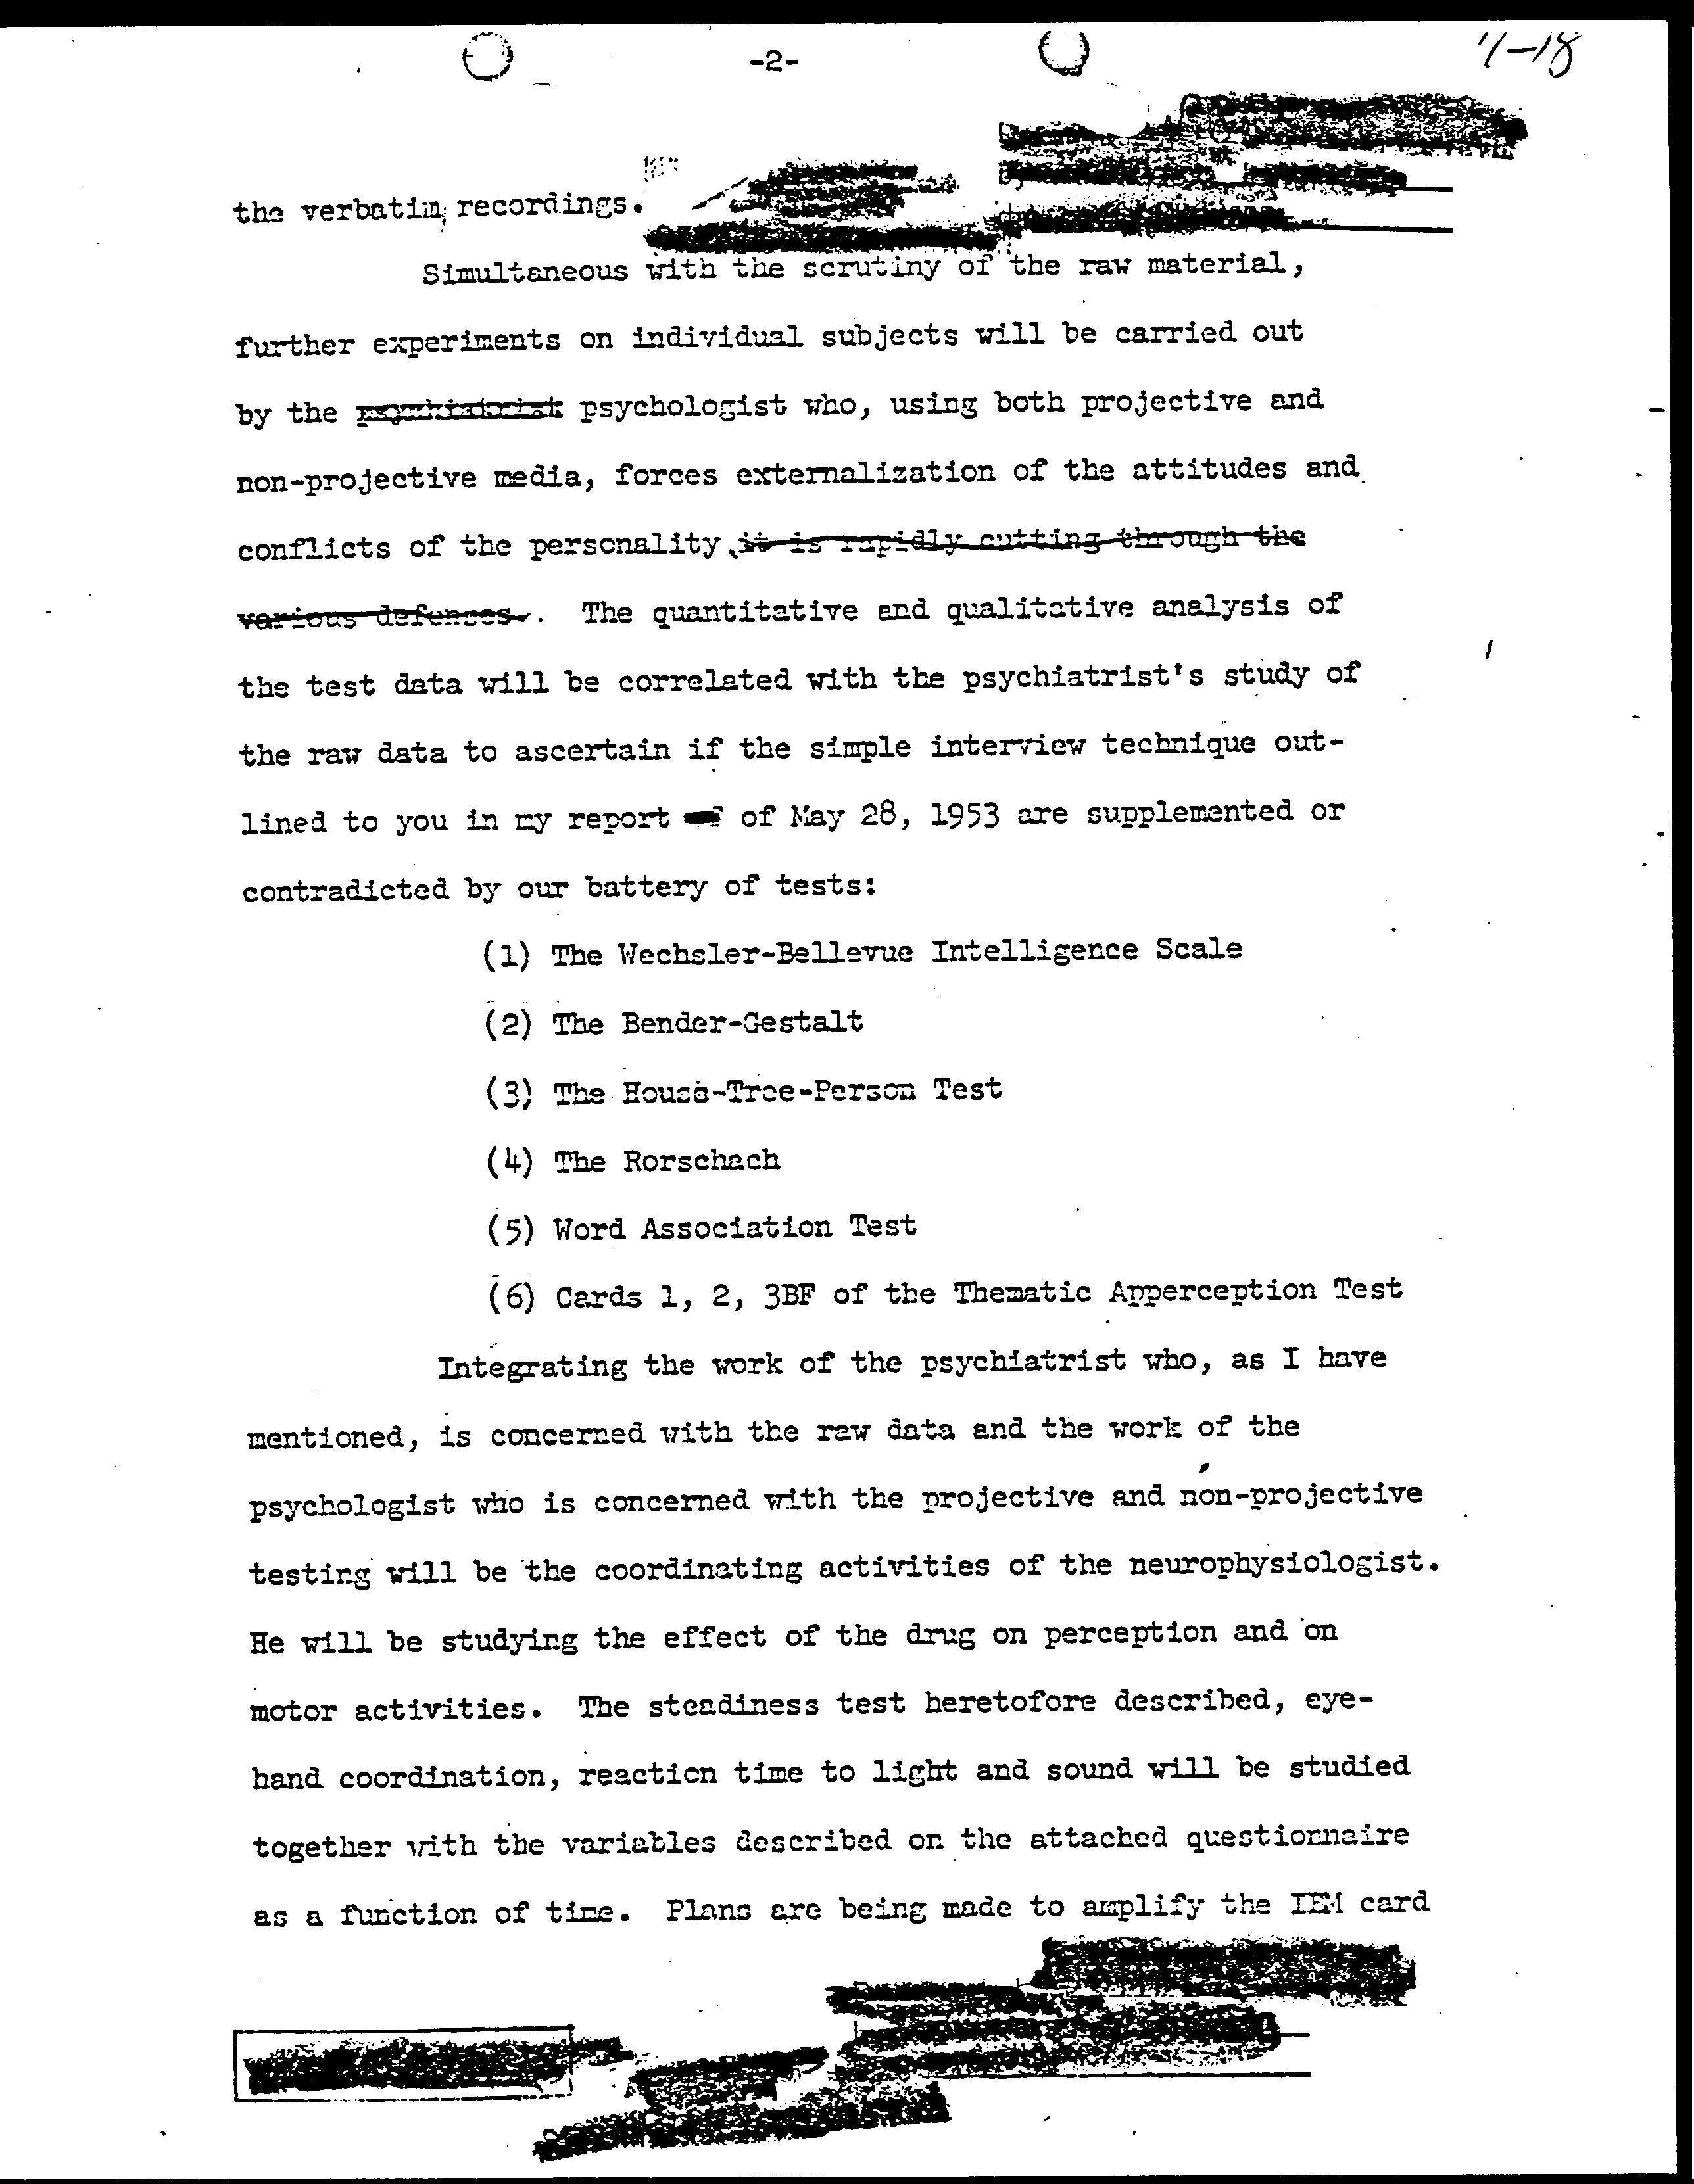 -2-
the verbatim recordings.
Simultaneous with the scrutiny of the raw material,
further experiments on individual subjects will be carried out
by the psychiatrist psychologist who, using both projective and
non-projective media, forces externalization of the attitudes and
conflicts of the personality it is rapidly cutting through the
various defences. The quantitative and qualitative analysis of
the test data will be correlated with the psychiatrist's study of
the raw data to ascertain if the simple interview technique out-
lined to you in my report of May 28, 1953 are supplemented or
contradicted by our battery of tests:
(1) The Wechsler-Bellevue Intelligence Scale
(2) The Bender-Gestalt
(3) The House-Tree-Person Test
(4) The Rorschach
(5) Word Association Test
(6) Cards 1, 2, 3BF of the Thematic Apperception Test
Integrating the work of the psychiatrist who, as I have
mentioned, is concerned with the raw data and the work of the
psychologist who is concerned with the projective and non-projective
testing will be the coordinating activities of the neurophysiologist.
He will be studying the effect of the drug on perception and on
motor activities. The steadiness test heretofore described, eye-
hand coordination, reaction time to light and sound will be studied
together with the variables described on the attached questionnaire
as a function of time. Plans are being made to amplify the IBM card